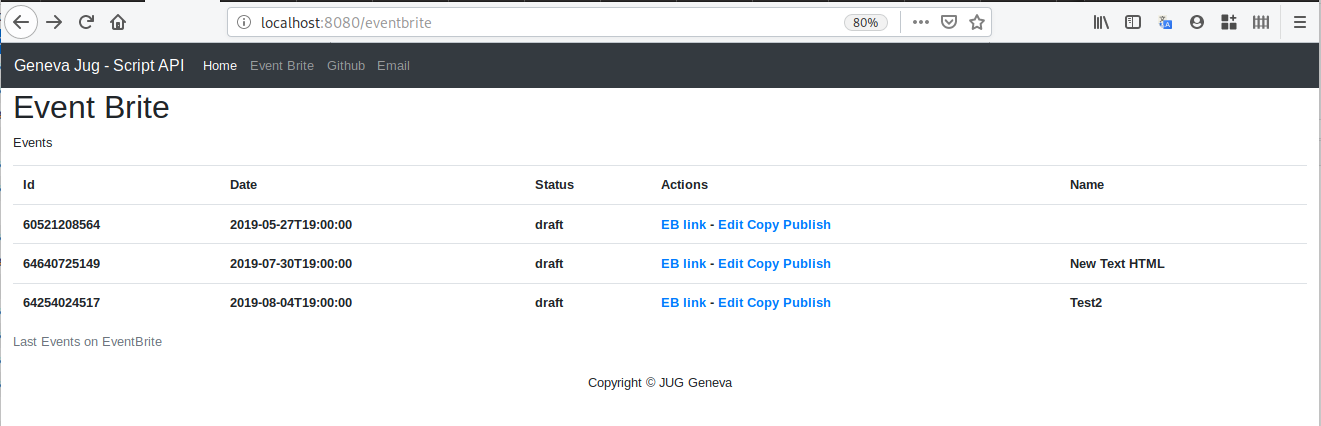 localhost:8080/eventbrite 80%
Geneva Jug - Script API Home Event Brite Github Email
Event Brite
Events
Id Date Status Actions Name
60521208564 2019-05-27T19:00:00 draft EB link - Edit Copy Publish
64640725149 2019-07-30T19:00:00 draft EB link - Edit Copy Publish New Text HTML
64254024517 2019-08-04T19:00:00 draft EB link - Edit Copy Publish Test2
Last Events on EventBrite
Copyright © JUG Geneva